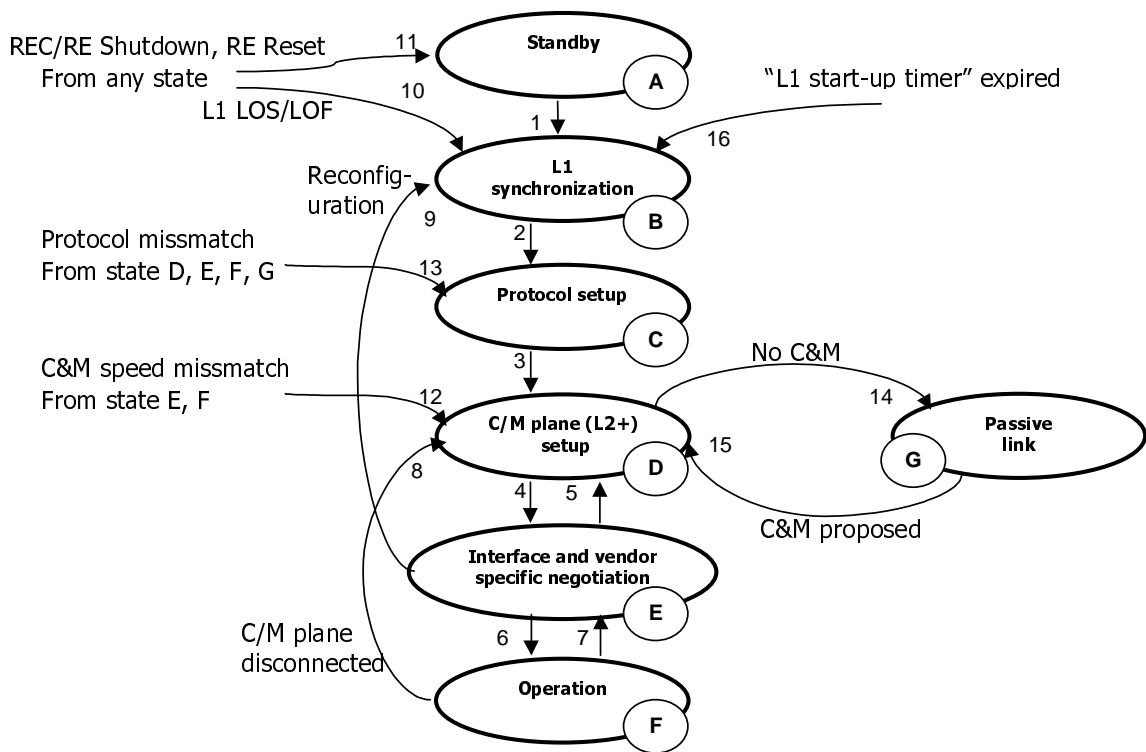 Standby
A
REC/RE Shutdown, RE Reset
From any state
11
10
L1 LOS/LOF
"L1 start-up timer" expired
16
1
L1
synchronization
B
Reconfig-
uration
9
2
Protocol missmatch
From state D, E, F, G
13
Protocol setup
C
3
C&M speed missmatch
From state E, F
12
C/M plane (L2+)
setup
D
No C&M
14
Passive
link
G
15
C&M proposed
8
4
5
Interface and vendor
specific negotiation
E
6
7
C/M plane
disconnected
Operation
F